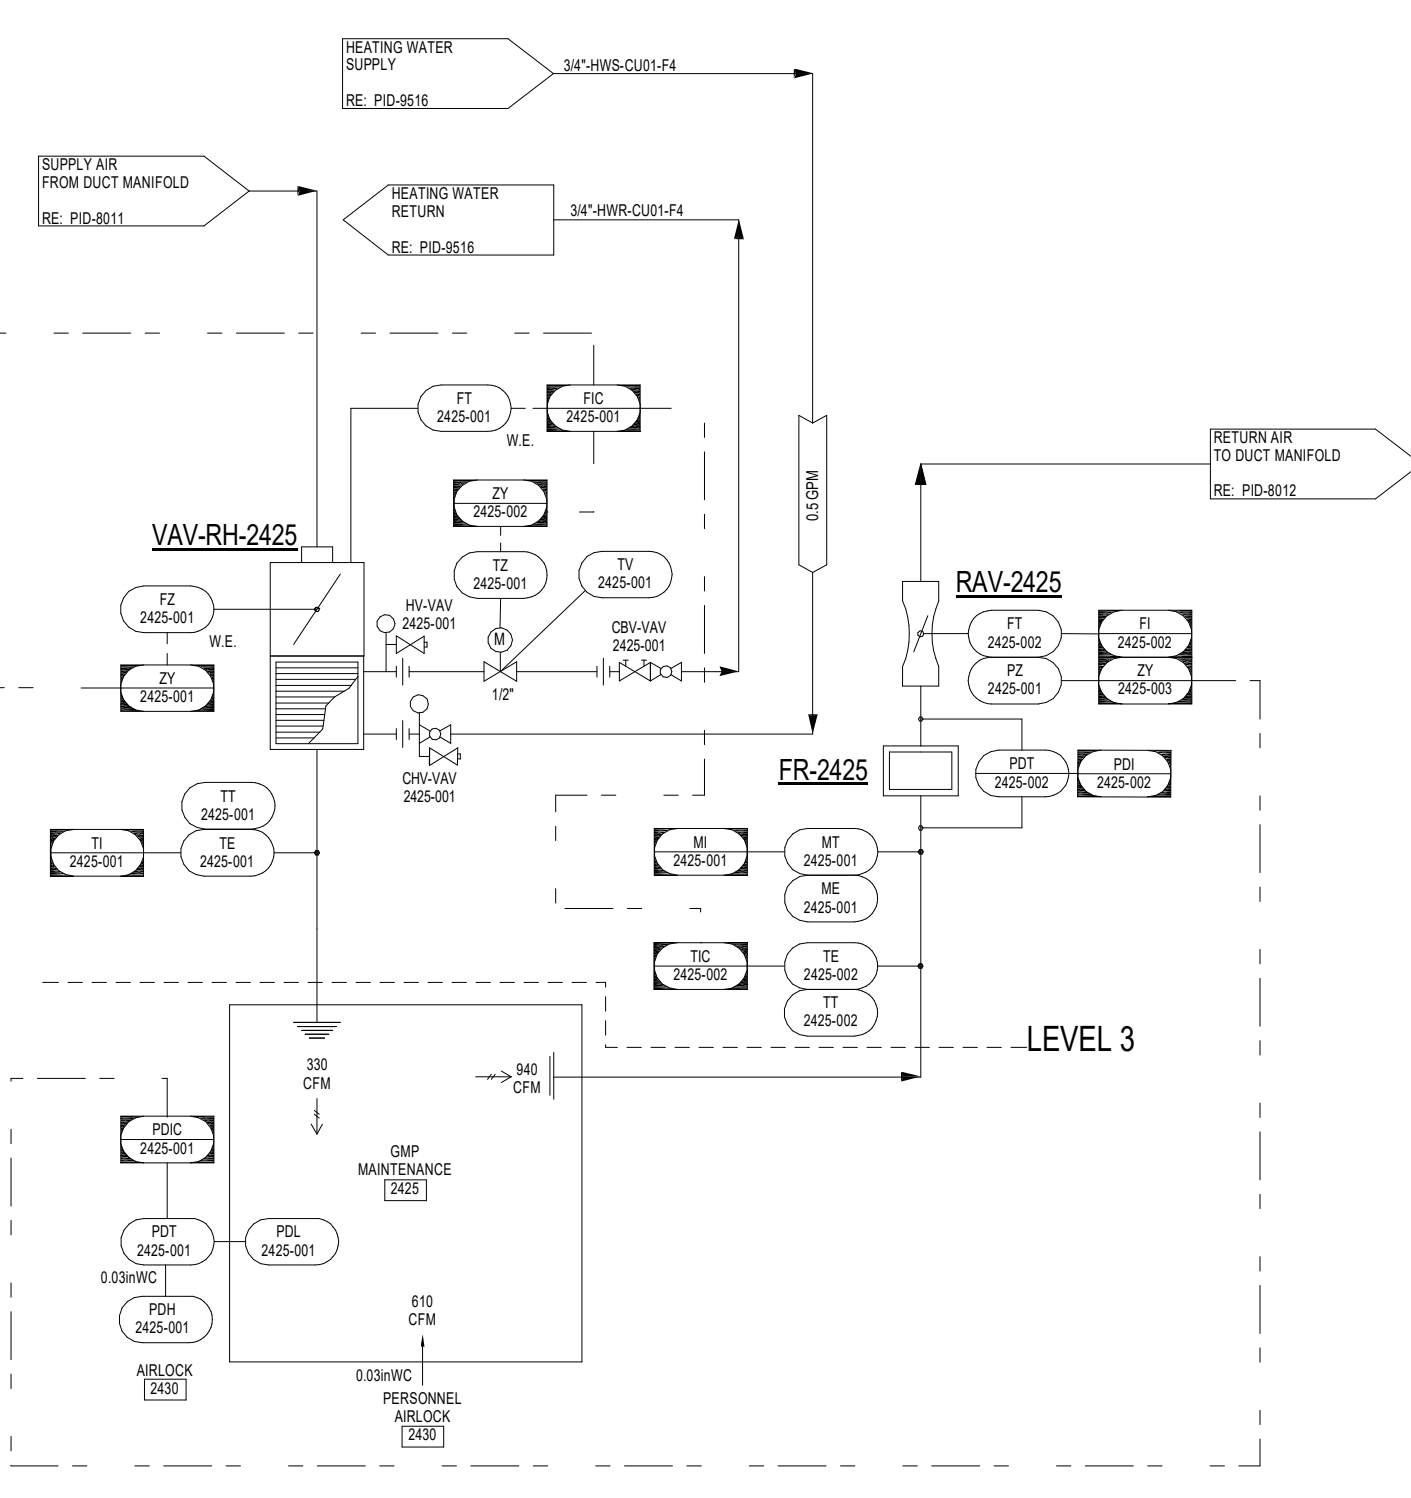 HEATING WATER
SUPPLY
RE: PID-9516
3/4"-HWS-CU01-F4
SUPPLY AIR
FROM DUCT MANIFOLD
RE: PID-8011
HEATING WATER
RETURN
RE: PID-9516
3/4"-HWR-CU01-F4
FT
2425-001
W.E.
FIC
2425-001
RETURN AIR
TO DUCT MANIFOLD
RE: PID-8012
ZY
2425-002
0.5 GPM
VAV-RH-2425
TZ
2425-001
TV
2425-001
RAV-2425
FZ
2425-001
W.E.
HV-VAV
2425-001
M
CBV-VAV
2425-001
FT
2425-002
FI
2425-002
ZY
2425-001
1/2"
PZ
2425-001
ZY
2425-003
FR-2425
PDT
2425-002
PDI
2425-002
CHV-VAV
2425-001
TT
2425-001
TI
2425-001
TE
2425-001
MI
2425-001
MT
2425-001
ME
2425-001
TIC
2425-002
TE
2425-002
TT
2425-002
LEVEL 3
330
CFM
940
CFM
PDIC
2425-001
GMP
MAINTENANCE
2425
PDT
2425-001
PDL
2425-001
0.03inWC
PDH
2425-001
610
CFM
AIRLOCK
2430
0.03inWC
PERSONNEL
AIRLOCK
2430